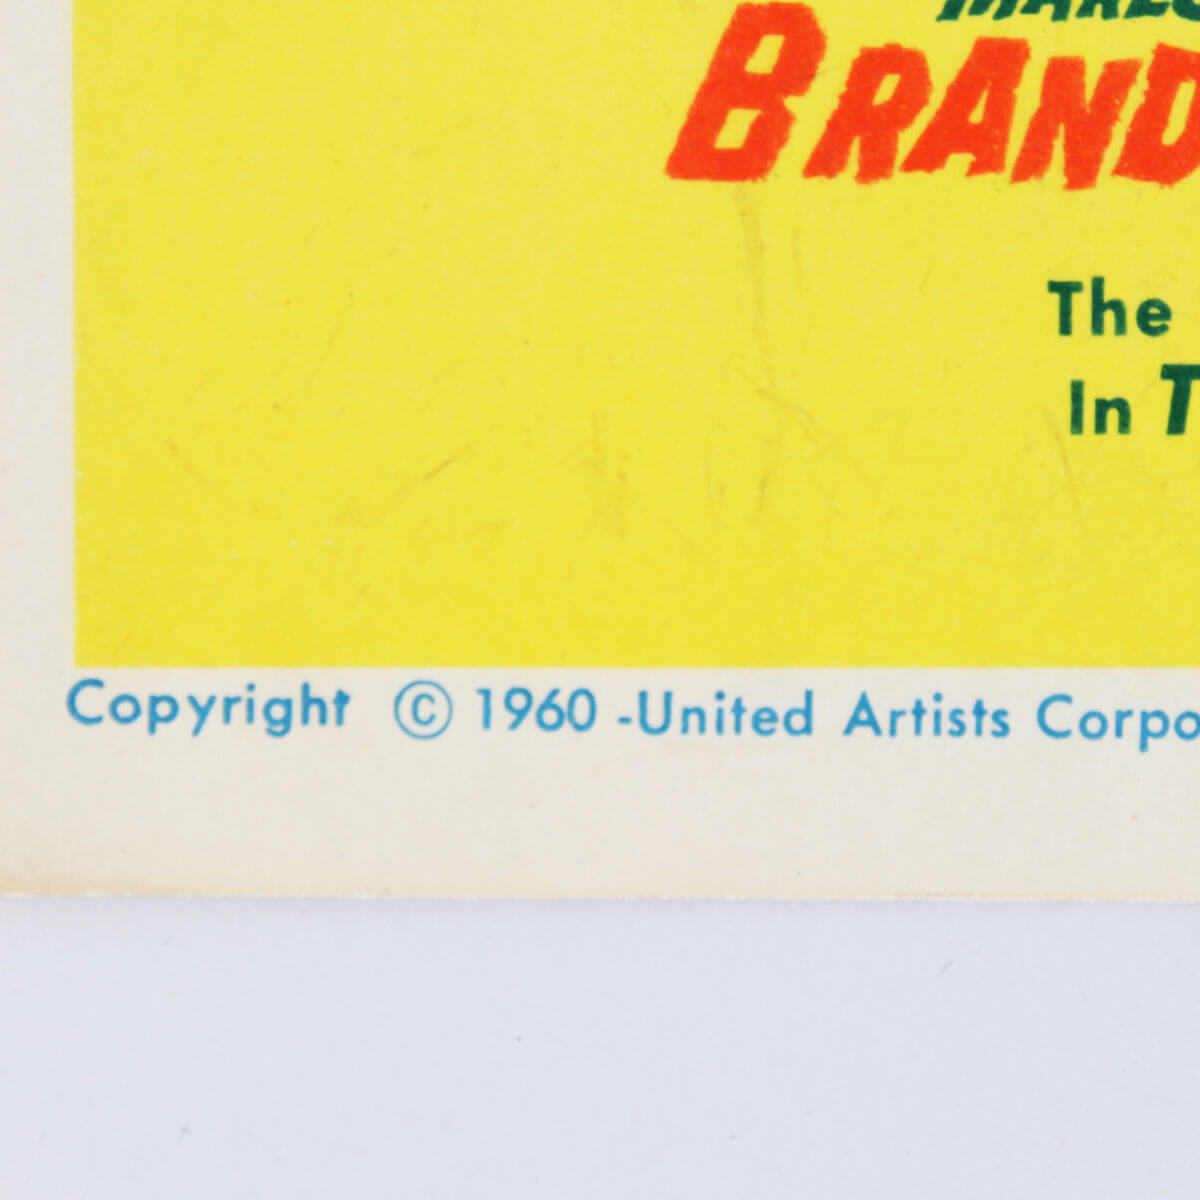 BRAND
The
In T
Copyright © 1960 -United Artists Corpo